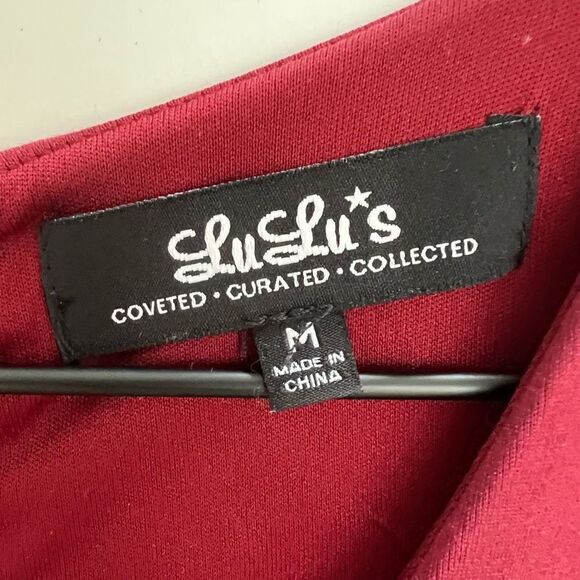 LuLu*s
COVETED • CURATED • COLLECTED
M
MADE IN
CHINA